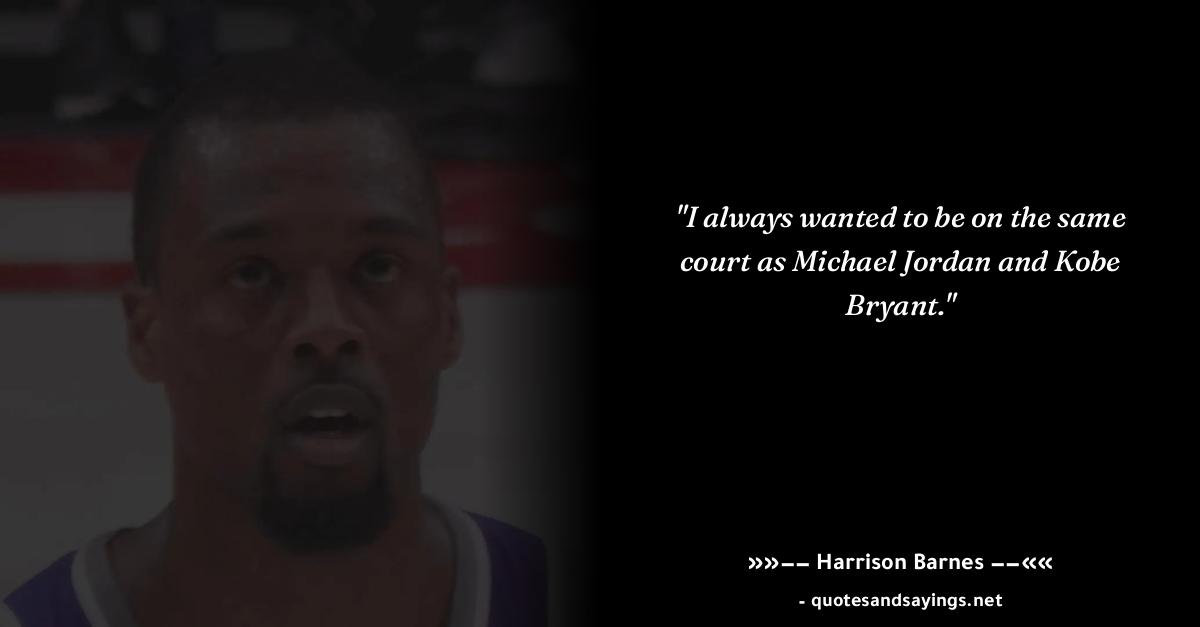 "I always wanted to be on the same
court as Michael Jordan and Kobe
Bryant."
»»–– Harrison Barnes ––««
- quotesandsayings.net